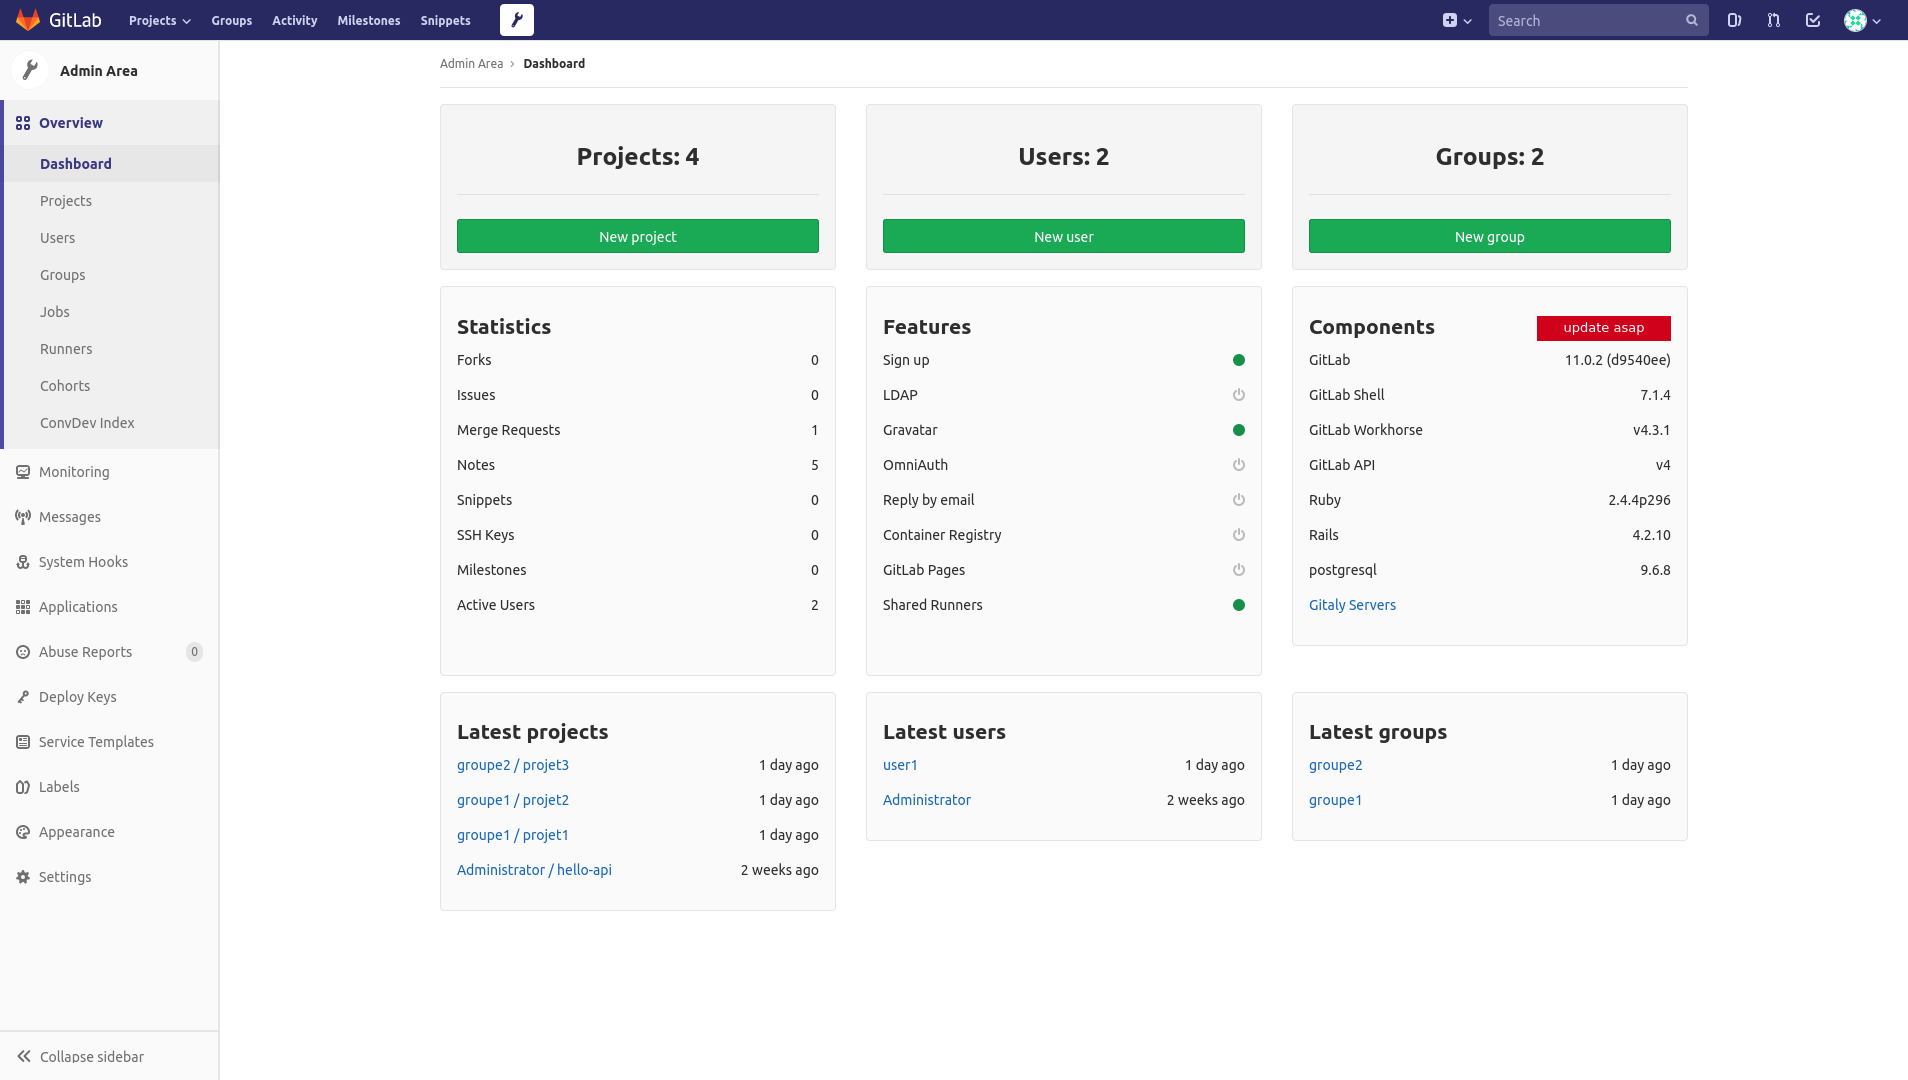 GitLab Projects Groups Activity Milestones Snippets Search
Admin Area
Overview
Dashboard
Projects
Users
Groups
Jobs
Runners
Cohorts
ConvDev Index
Monitoring
Messages
System Hooks
Applications
Abuse Reports 0
Deploy Keys
Service Templates
Labels
Appearance
Settings
Collapse sidebar
Admin Area › Dashboard
Projects: 4
New project
Users: 2
New user
Groups: 2
New group
Statistics
Forks 0
Issues 0
Merge Requests 1
Notes 5
Snippets 0
SSH Keys 0
Milestones 0
Active Users 2
Features
Sign up
LDAP
Gravatar
OmniAuth
Reply by email
Container Registry
GitLab Pages
Shared Runners
Components update asap
GitLab 11.0.2 (d9540ee)
GitLab Shell 7.1.4
GitLab Workhorse v4.3.1
GitLab API v4
Ruby 2.4.4p296
Rails 4.2.10
postgresql 9.6.8
Gitaly Servers
Latest projects
groupe2 / projet3 1 day ago
groupe1 / projet2 1 day ago
groupe1 / projet1 1 day ago
Administrator / hello-api 2 weeks ago
Latest users
user1 1 day ago
Administrator 2 weeks ago
Latest groups
groupe2 1 day ago
groupe1 1 day ago